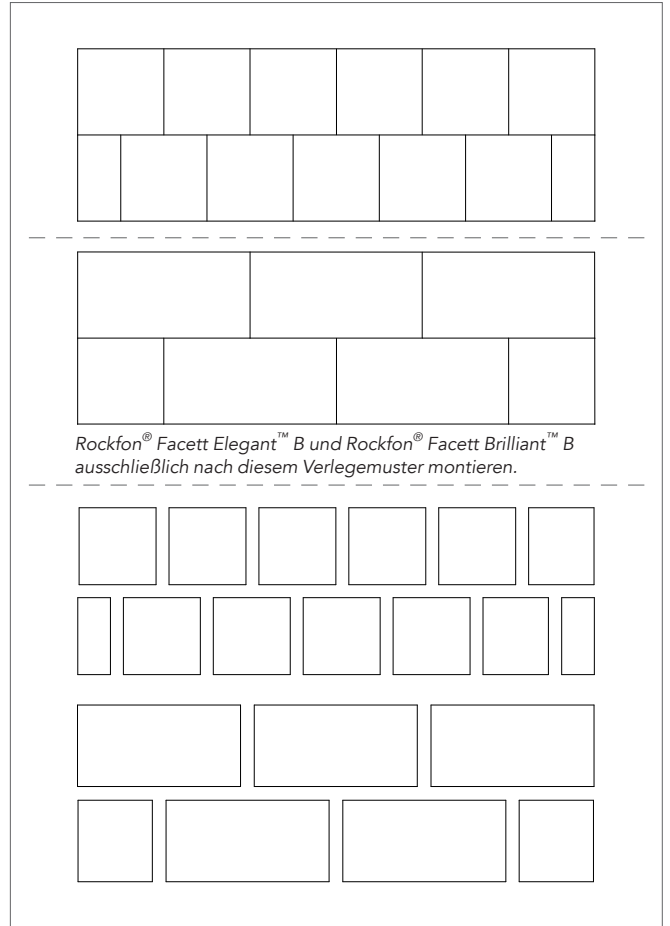 Rockfon® Facett Elegant™ B und Rockfon® Facett Brilliant™ B
ausschließlich nach diesem Verlegemuster montieren.